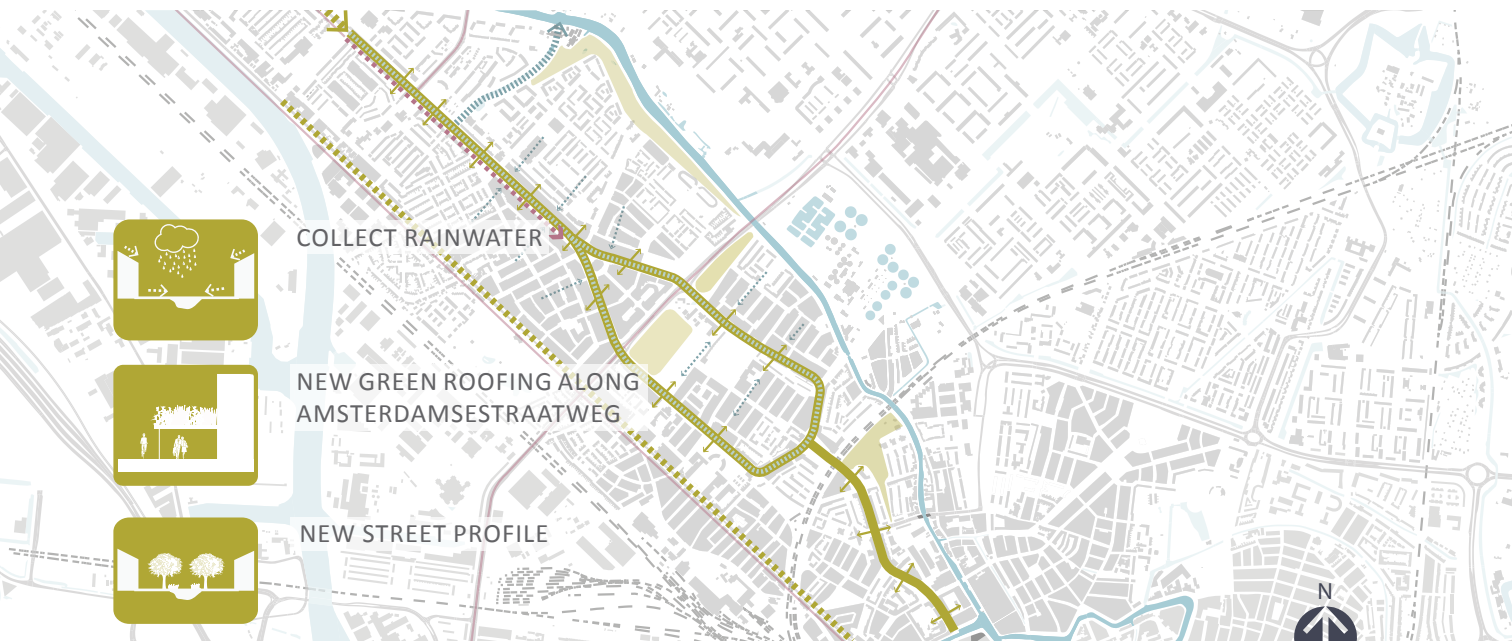 COLLECT RAINWATER
NEW GREEN ROOFING ALONG
AMSTERDAMSESTRAATWEG
NEW STREET PROFILE
N